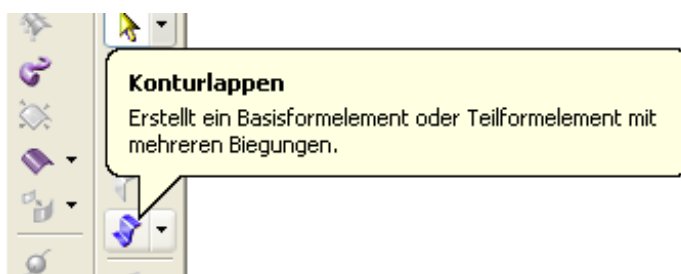 Konturlappen
Erstellt ein Basisformelement oder Teilformelement mit
mehreren Biegungen.